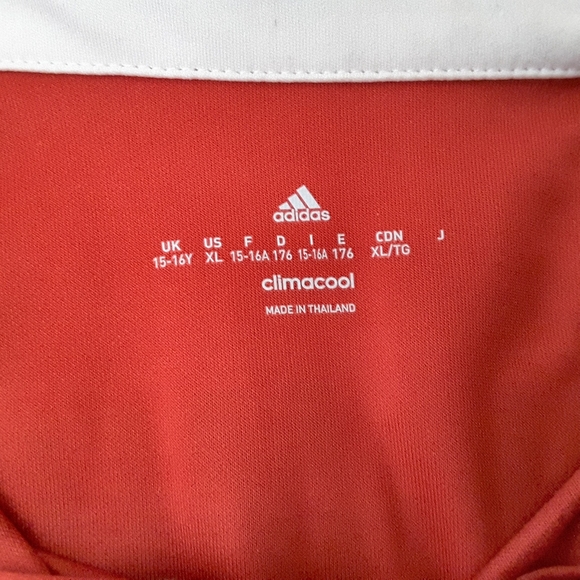 adidas
UK US F D I E CDN J
15-16Y XL 15-16A 176 15-16A 176 XL/TG
climacool
MADE IN THAILAND